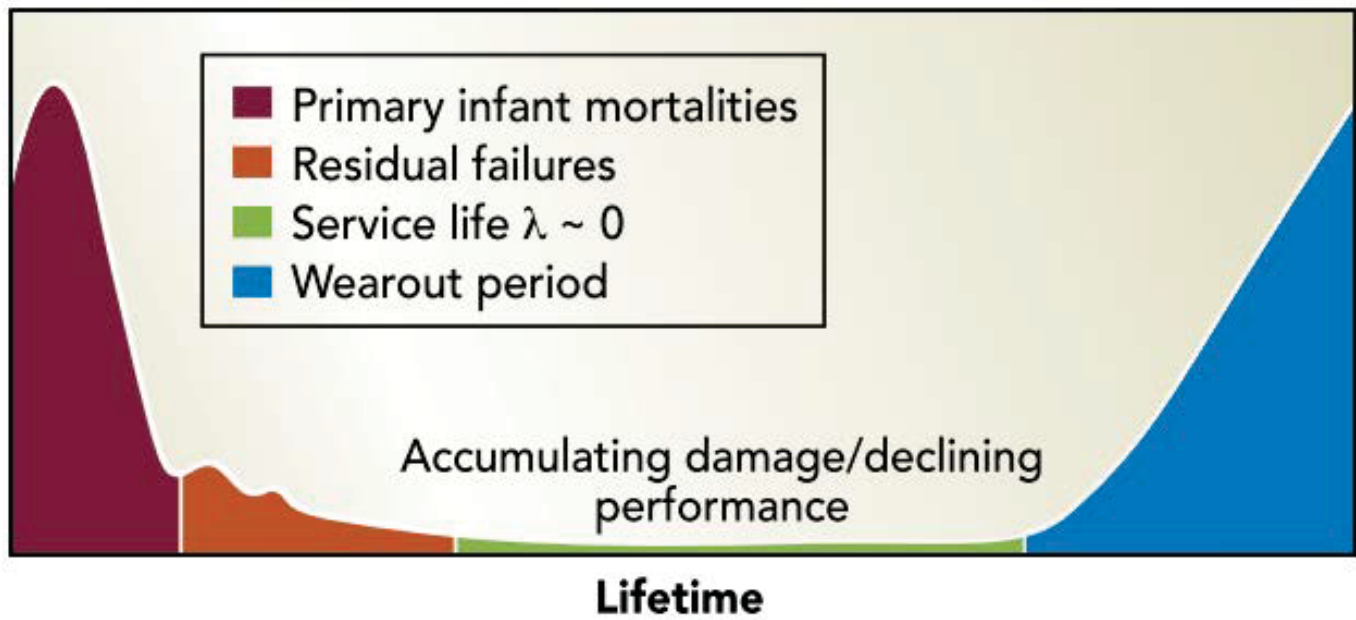 Primary infant mortalities
Residual failures
Service life λ ~ 0
Wearout period
Accumulating damage/declining
performance
Lifetime